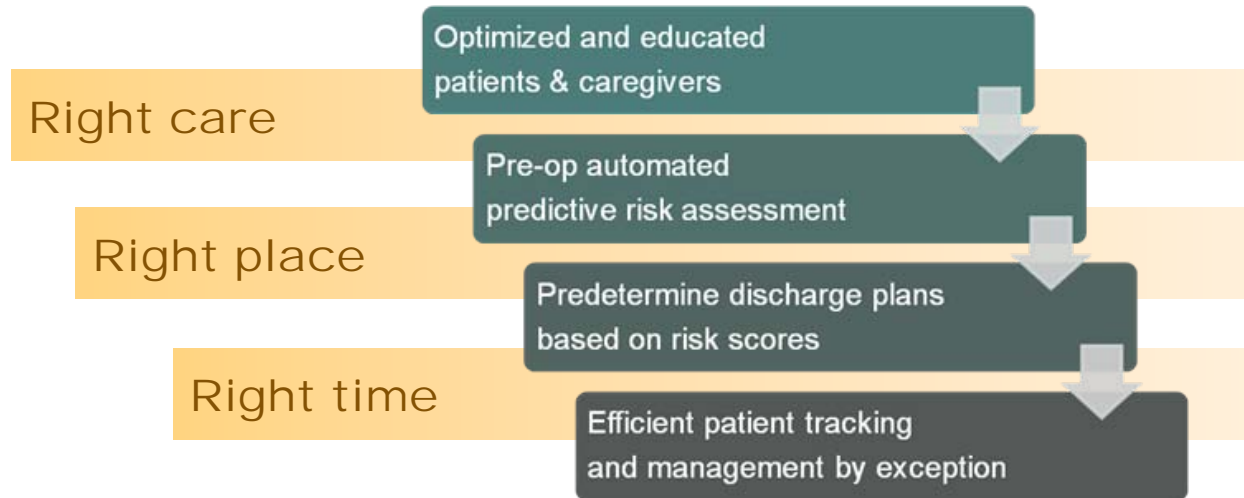 Optimized and educated
patients & caregivers
Right care
Pre-op automated
predictive risk assessment
Right place
Predetermine discharge plans
based on risk scores
Right time
Efficient patient tracking
and management by exception